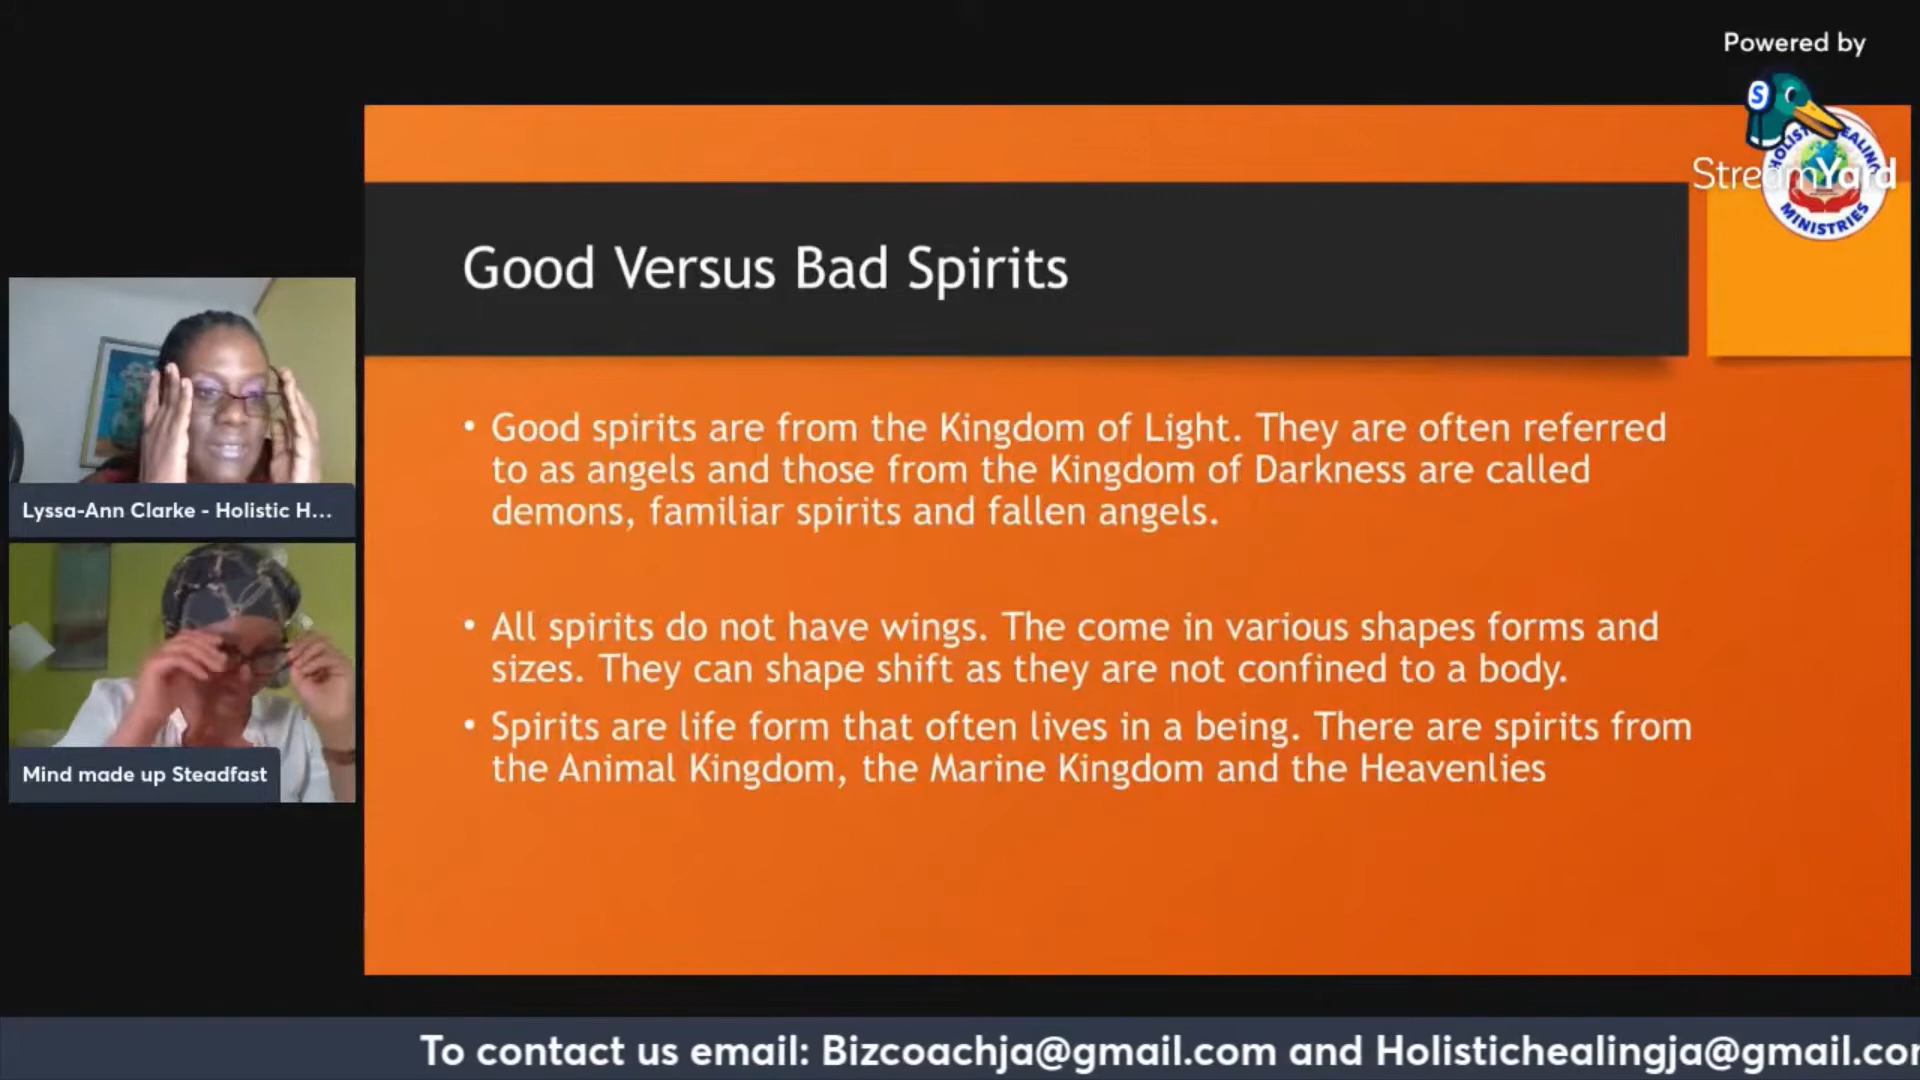 Powered by
StreamYard
HOLISTIC HEALING
MINISTRIES
Good Versus Bad Spirits
• Good spirits are from the Kingdom of Light. They are often referred
to as angels and those from the Kingdom of Darkness are called
demons, familiar spirits and fallen angels.
• All spirits do not have wings. The come in various shapes forms and
sizes. They can shape shift as they are not confined to a body.
• Spirits are life form that often lives in a being. There are spirits from
the Animal Kingdom, the Marine Kingdom and the Heavenlies
Lyssa-Ann Clarke - Holistic H...
Mind made up Steadfast
To contact us email: Bizcoachja@gmail.com and Holistichealingja@gmail.cor